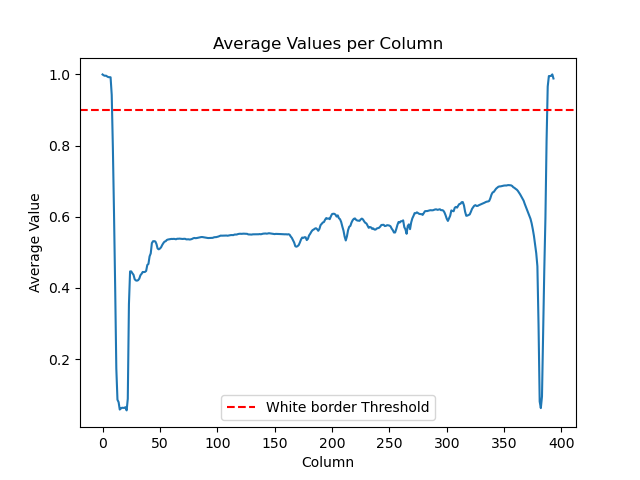 Average Values per Column
1.0
0.8
0.6
0.4
0.2
Average Value
White border Threshold
0 50 100 150 200 250 300 350 400
Column